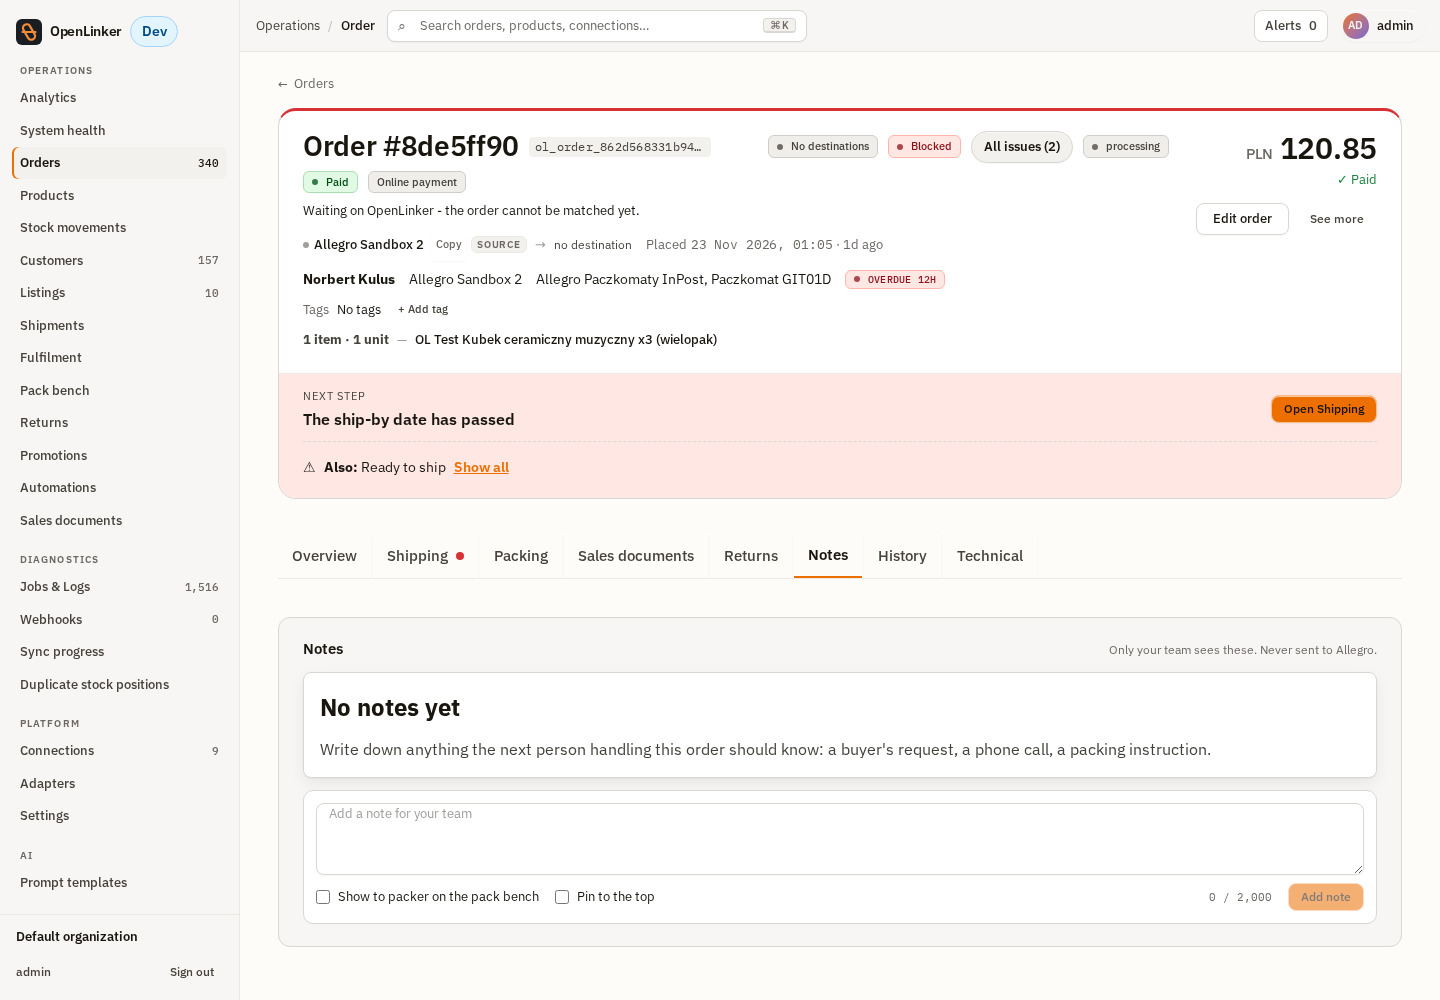 OpenLinker Dev
OPERATIONS
Analytics
System health
Orders 340
Products
Stock movements
Customers 157
Listings 10
Shipments
Fulfilment
Pack bench
Returns
Promotions
Automations
Sales documents
DIAGNOSTICS
Jobs & Logs 1,516
Webhooks 0
Sync progress
Duplicate stock positions
PLATFORM
Connections 9
Adapters
Settings
AI
Prompt templates
Default organization
admin Sign out
Operations / Order Search orders, products, connections... ⌘K Alerts 0 AD admin
← Orders
Order #8de5ff90 ol_order_862d568331b94… No destinations Blocked All issues (2) processing PLN 120.85
Paid Online payment ✓ Paid
Waiting on OpenLinker - the order cannot be matched yet. Edit order See more
Allegro Sandbox 2 Copy SOURCE → no destination Placed 23 Nov 2026, 01:05 · 1d ago
Norbert Kulus Allegro Sandbox 2 Allegro Paczkomaty InPost, Paczkomat GIT01D OVERDUE 12H
Tags No tags + Add tag
1 item · 1 unit — OL Test Kubek ceramiczny muzyczny x3 (wielopak)
NEXT STEP
The ship-by date has passed Open Shipping
⚠ Also: Ready to ship Show all
Overview Shipping Packing Sales documents Returns Notes History Technical
Notes Only your team sees these. Never sent to Allegro.
No notes yet
Write down anything the next person handling this order should know: a buyer's request, a phone call, a packing instruction.
Add a note for your team
Show to packer on the pack bench Pin to the top 0 / 2,000 Add note